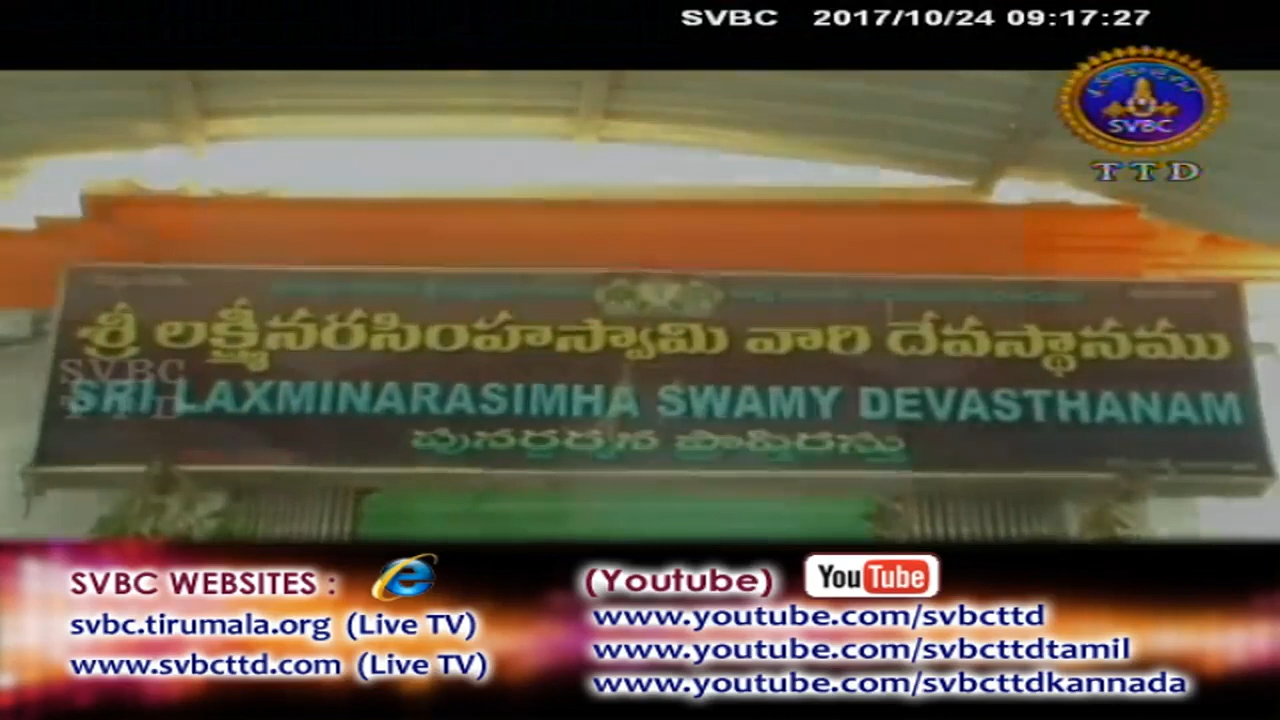 SVBC 2017/10/24 09:17:27
SVBC
TTD
శ్రీ లక్ష్మీనరసింహస్వామి వారి దేవస్థానము
SVBC
TTD
SRI LAXMINARASIMHA SWAMY DEVASTHANAM
SVBC WEBSITES :
svbc.tirumala.org (Live TV)
www.svbcttd.com (Live TV)
(Youtube) YouTube
www.youtube.com/svbcttd
www.youtube.com/svbcttdtamil
www.youtube.com/svbcttdkannada